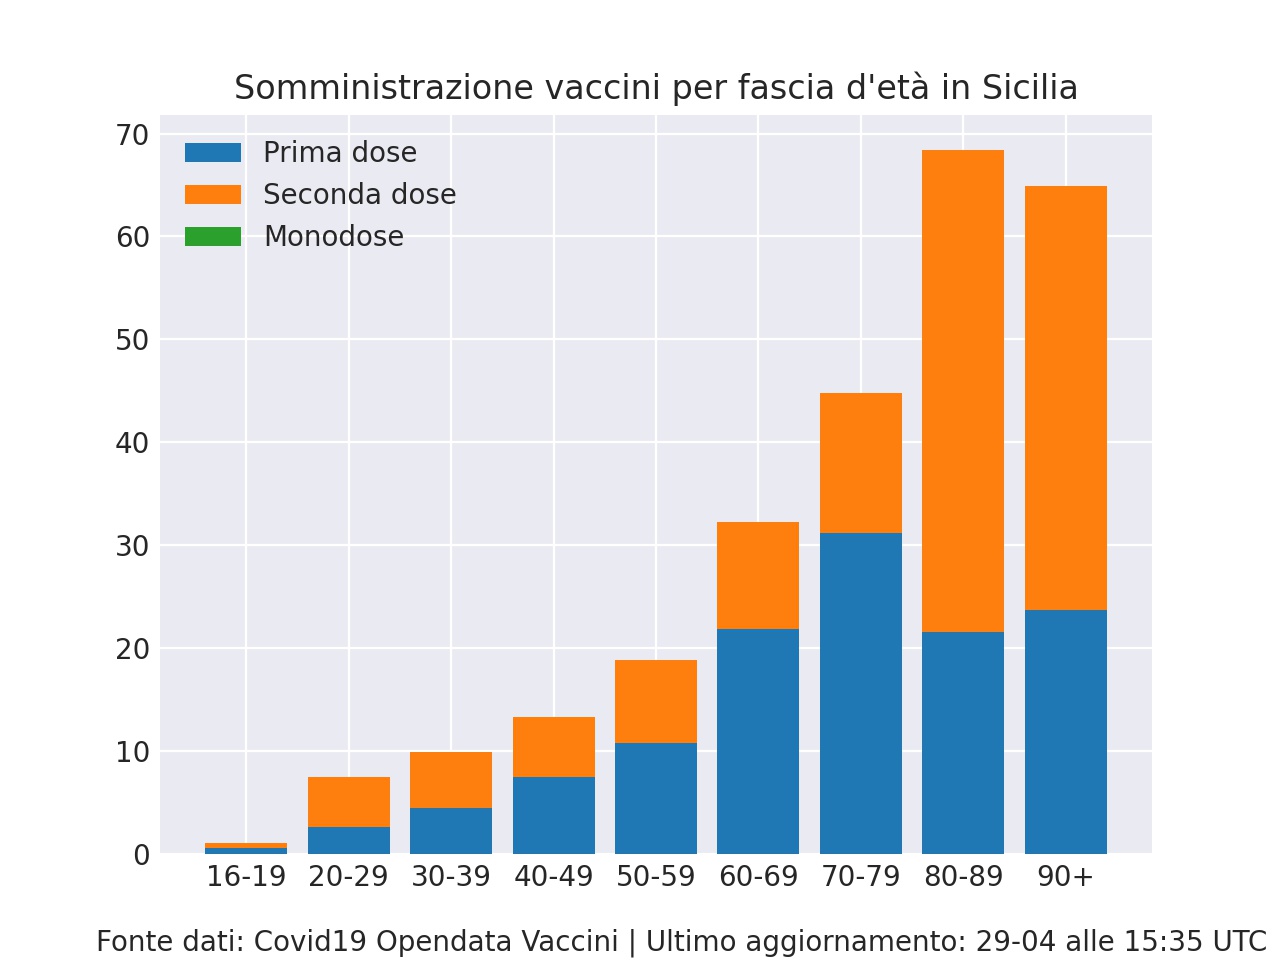 Somministrazione vaccini per fascia d'età in Sicilia
70
60
50
40
30
20
10
0
Prima dose
Seconda dose
Monodose
16-19 20-29 30-39 40-49 50-59 60-69 70-79 80-89 90+
Fonte dati: Covid19 Opendata Vaccini | Ultimo aggiornamento: 29-04 alle 15:35 UTC